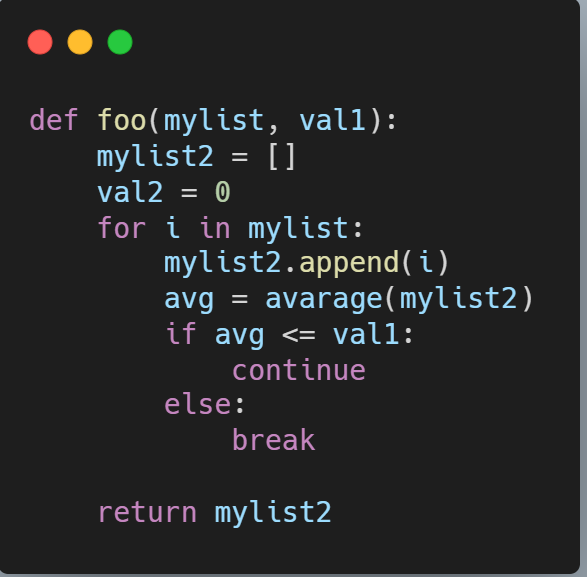 def foo(mylist, val1):
    mylist2 = []
    val2 = 0
    for i in mylist:
        mylist2.append(i)
        avg = avarage(mylist2)
        if avg <= val1:
            continue
        else:
            break

    return mylist2